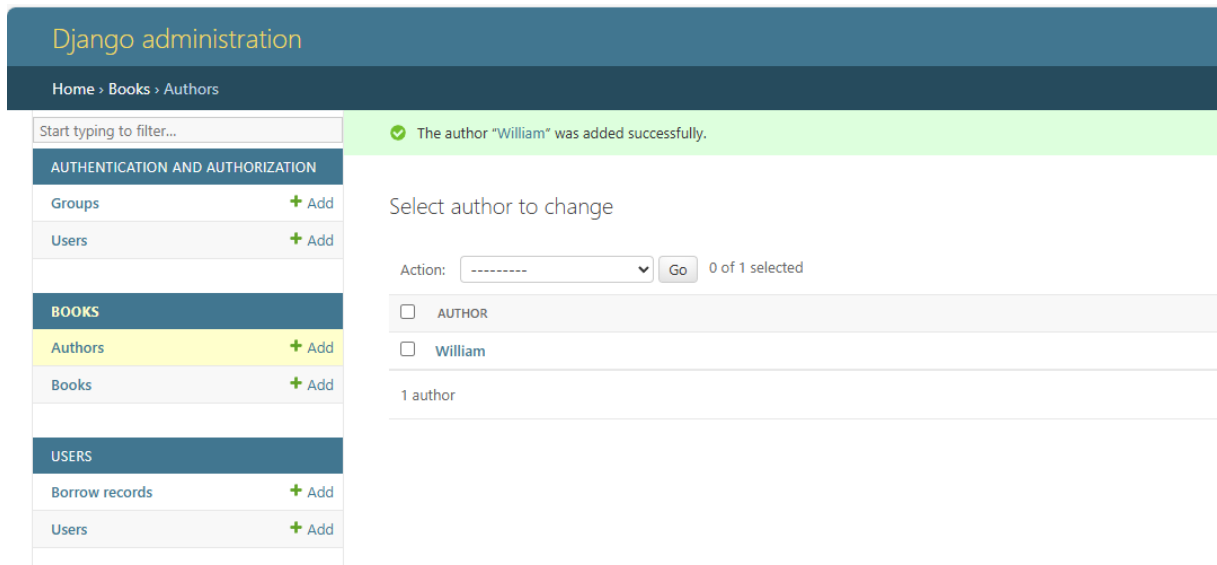 Django administration
Home › Books › Authors
Start typing to filter...
AUTHENTICATION AND AUTHORIZATION
Groups + Add
Users + Add
BOOKS
Authors + Add
Books + Add
USERS
Borrow records + Add
Users + Add
The author “William” was added successfully.
Select author to change
Action: --------- Go 0 of 1 selected
AUTHOR
William
1 author